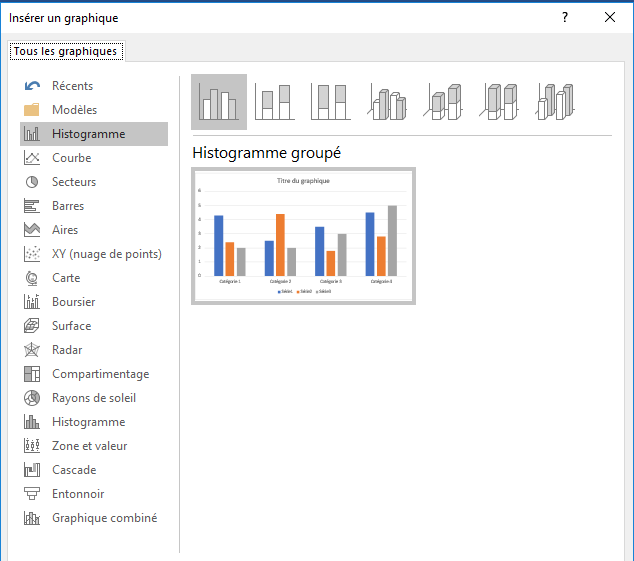 Insérer un graphique
?
Tous les graphiques
Récents
Modèles
Histogramme
Courbe
Secteurs
Barres
Aires
XY (nuage de points)
Carte
Boursier
Surface
Radar
Compartimentage
Rayons de soleil
Histogramme
Zone et valeur
Cascade
Entonnoir
Graphique combiné
Histogramme groupé
Titre du graphique
6
5
4
3
2
1
0
Catégorie 1 Catégorie 2 Catégorie 3 Catégorie 4
Série1 Série2 Série3